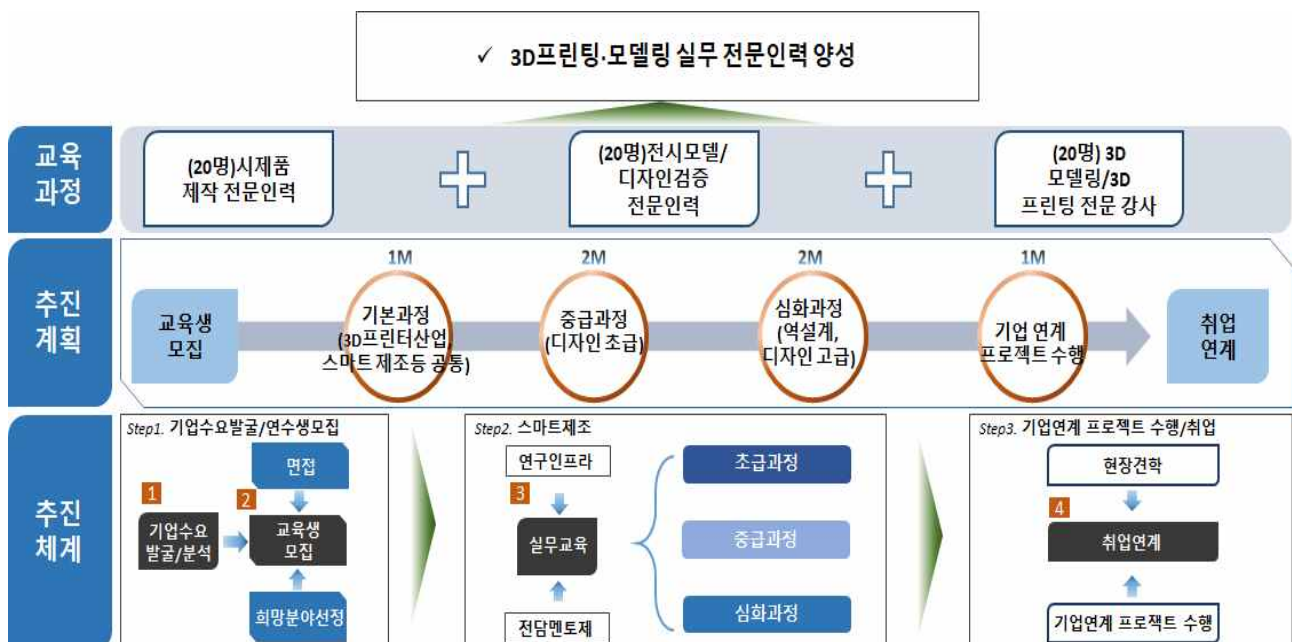 ✓ 3D프린팅·모델링 실무 전문인력 양성
교육
과정
(20명)시제품
제작 전문인력
(20명)전시모델/
디자인검증
전문인력
(20명) 3D
모델링/3D
프린팅 전문 강사
추진
계획
교육생
모집
1M
기본과정
(3D프린터산업,
스마트제조등 공통)
2M
중급과정
(디자인 초급)
2M
심화과정
(역설계,
디자인 고급)
1M
기업 연계
프로젝트 수행
취업
연계
추진
체계
Step1. 기업수요발굴/연수생모집
면접
1
2
기업수요
발굴/분석
교육생
모집
희망분야선정
Step2. 스마트제조
연구인프라
3
실무교육
전담멘토제
초급과정
중급과정
심화과정
Step3. 기업연계 프로젝트 수행/취업
현장견학
4
취업연계
기업연계 프로젝트 수행